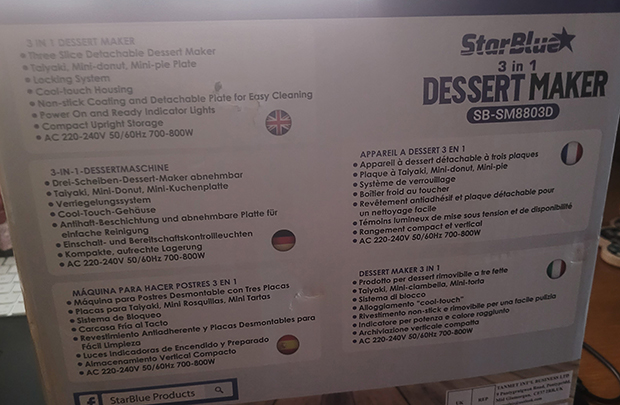 StarBlue
3 in 1
DESSERT MAKER
SB-SM8803D
3 IN 1 DESSERT MAKER
• Three Slice Detachable Dessert Maker
• Taiyaki, Mini-donut, Mini-pie Plate
• Locking System
• Cool-touch Housing
• Non-stick Coating and Detachable Plate for Easy Cleaning
• Power On and Ready Indicator Lights
• Compact Upright Storage
• AC 220-240V 50/60Hz 700-800W
3-IN-1-DESSERTMASCHINE
• Drei-Scheiben-Dessert-Maker abnehmbar
• Taiyaki, Mini-Donut, Mini-Kuchenplatte
• Verriegelungssystem
• Cool-Touch-Gehäuse
• Antihaft-Beschichtung und abnehmbare Platte für
einfache Reinigung
• Einschalt- und Bereitschaftskontrollleuchten
• Kompakte, aufrechte Lagerung
• AC 220-240V 50/60Hz 700-800W
MÁQUINA PARA HACER POSTRES 3 EN 1
• Máquina para Postres Desmontable con Tres Placas
• Placas para Taiyaki, Mini Rosquillas, Mini Tartas
• Sistema de Bloqueo
• Carcasa Fria al Tacto
• Revestimiento Antiadherente y Placas Desmontables para
Fácil Limpieza
• Luces Indicadoras de Encendido y Preparado
• Almacenamiento Vertical Compacto
• AC 220-240V 50/60Hz 700-800W
APPAREIL A DESSERT 3 EN 1
• Appareil à dessert détachable à trois plaques
• Plaque à Taiyaki, Mini-donut, Mini-pie
• Système de verrouillage
• Boîtier froid au toucher
• Revêtement antiadhésif et plaque détachable pour
un nettoyage facile
• Témoins lumineux de mise sous tension et de disponibilité
• Rangement compact et vertical
• AC 220-240V 50/60Hz 700-800W
DESSERT MAKER 3 IN 1
• Prodotto per dessert rimovibile a tre fette
• Taiyaki, Mini-ciambella, Mini-torta
• Sistema di blocco
• Alloggiamento "cool-touch"
• Rivestimento non-stick e rimovibile per una facile pulizia
• Indicatore per potenza e calore raggiunto
• Archiviazione verticale compatta
• AC 220-240V 50/60Hz 700-800W
f StarBlue Products
UK REP